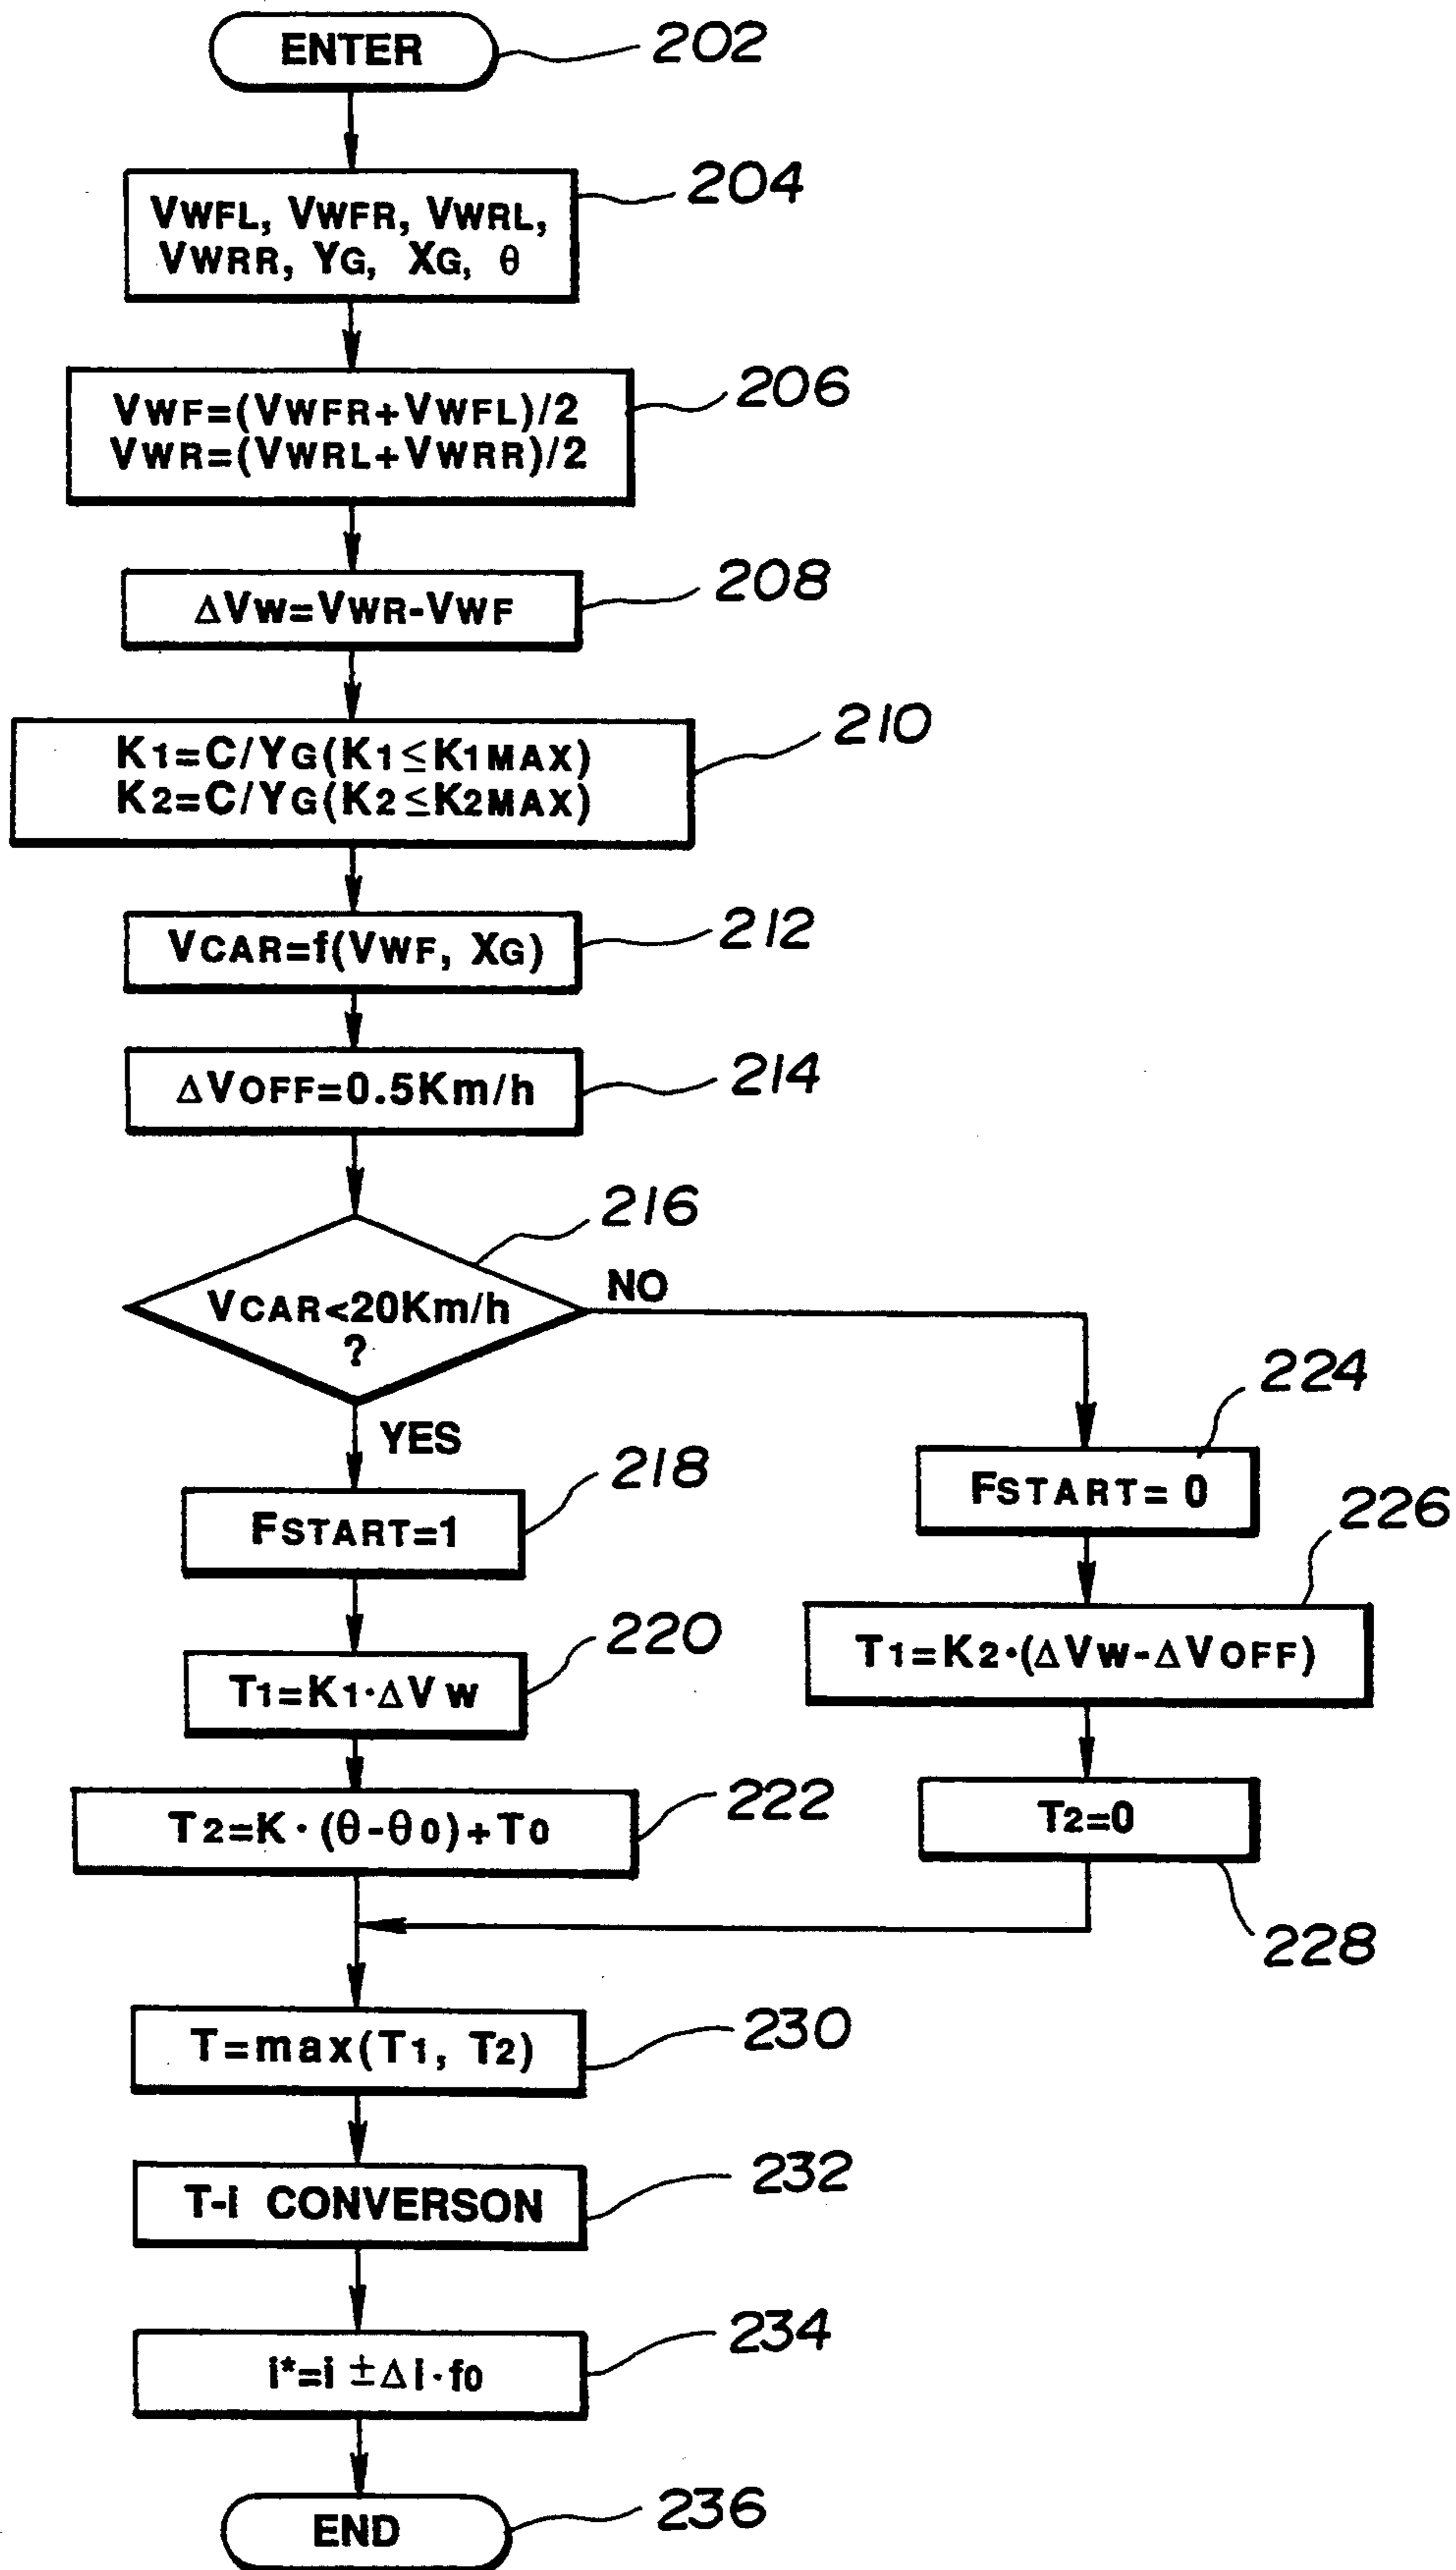 ENTER
202
204
VWFL, VWFR, VWRL,
VWRR, YG, XG, θ
206
VWF=(VWFR+VWFL)/2
VWR=(VWRL+VWRR)/2
208
ΔVW=VWR-VWF
210
K1=C/YG(K1≤K1MAX)
K2=C/YG(K2≤K2MAX)
212
VCAR=f(VWF, XG)
214
ΔVOFF=0.5Km/h
216
VCAR<20Km/h
?
NO
YES
218
FSTART=1
220
T1=K1·ΔVW
222
T2=K·(θ-θ0)+T0
224
FSTART= 0
226
T1=K2·(ΔVW-ΔVOFF)
T2=0
228
230
T=max(T1, T2)
232
T-i CONVERSON
234
i*=i ±Δi·f0
END
236